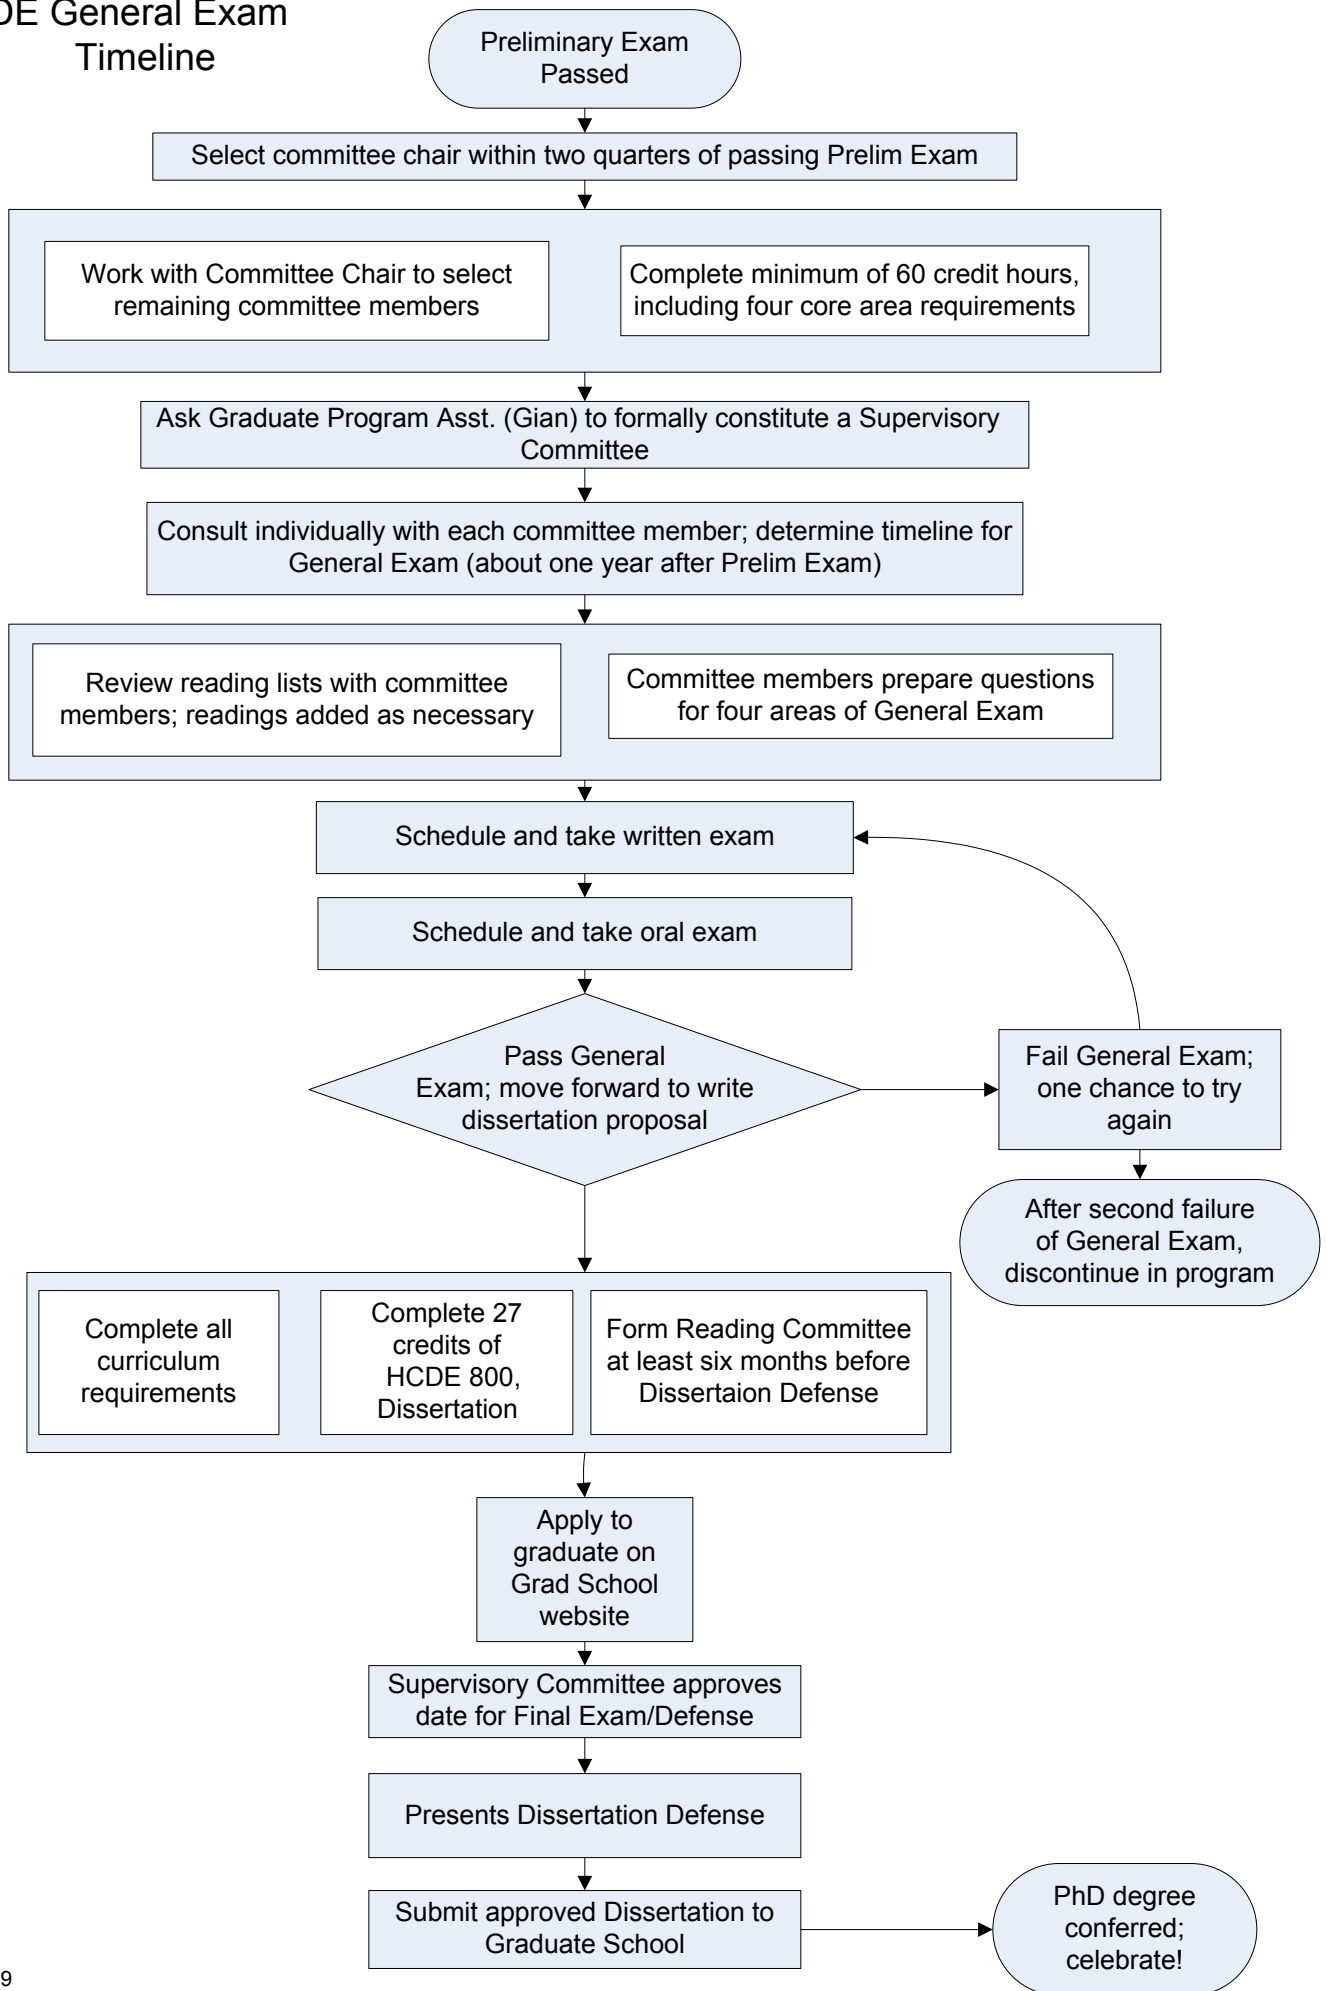 DE General Exam
Timeline
Preliminary Exam
Passed
Select committee chair within two quarters of passing Prelim Exam
Work with Committee Chair to select
remaining committee members
Complete minimum of 60 credit hours,
including four core area requirements
Ask Graduate Program Asst. (Gian) to formally constitute a Supervisory
Committee
Consult individually with each committee member; determine timeline for
General Exam (about one year after Prelim Exam)
Review reading lists with committee
members; readings added as necessary
Committee members prepare questions
for four areas of General Exam
Schedule and take written exam
Schedule and take oral exam
Pass General
Exam; move forward to write
dissertation proposal
Fail General Exam;
one chance to try
again
After second failure
of General Exam,
discontinue in program
Complete all
curriculum
requirements
Complete 27
credits of
HCDE 800,
Dissertation
Form Reading Committee
at least six months before
Dissertaion Defense
Apply to
graduate on
Grad School
website
Supervisory Committee approves
date for Final Exam/Defense
Presents Dissertation Defense
Submit approved Dissertation to
Graduate School
PhD degree
conferred;
celebrate!
9